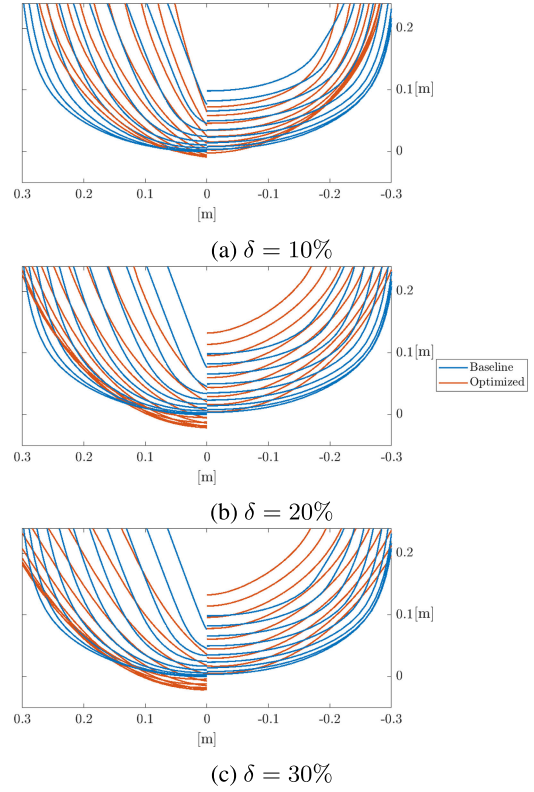 0.2
0.1 [m]
0
0.3 0.2 0.1 0 -0.1 -0.2 -0.3
[m]
(a) δ = 10%
0.2
0.1 [m]
0
0.3 0.2 0.1 0 -0.1 -0.2 -0.3
[m]
Baseline
Optimized
(b) δ = 20%
0.2
0.1 [m]
0
0.3 0.2 0.1 0 -0.1 -0.2 -0.3
[m]
(c) δ = 30%